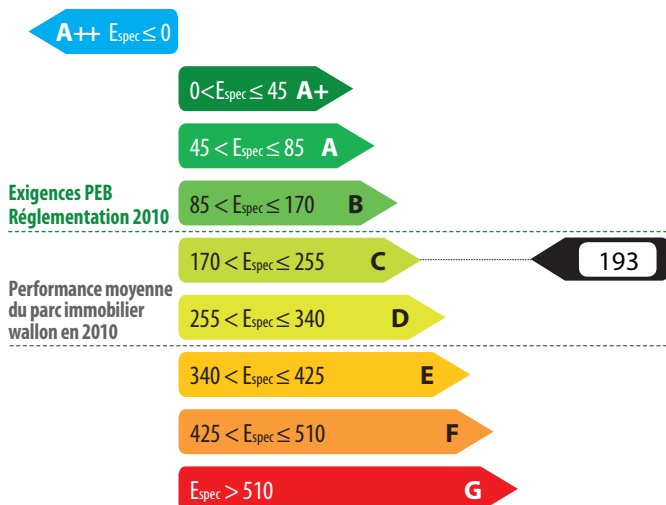 A++ Espec ≤ 0
0<Espec ≤ 45 A+
45 < Espec ≤ 85 A
Exigences PEB
Réglementation 2010
85 < Espec ≤ 170 B
170 < Espec ≤ 255 C
193
Performance moyenne
du parc immobilier
wallon en 2010
255 < Espec ≤ 340 D
340 < Espec ≤ 425 E
425 < Espec ≤ 510 F
Espec > 510 G